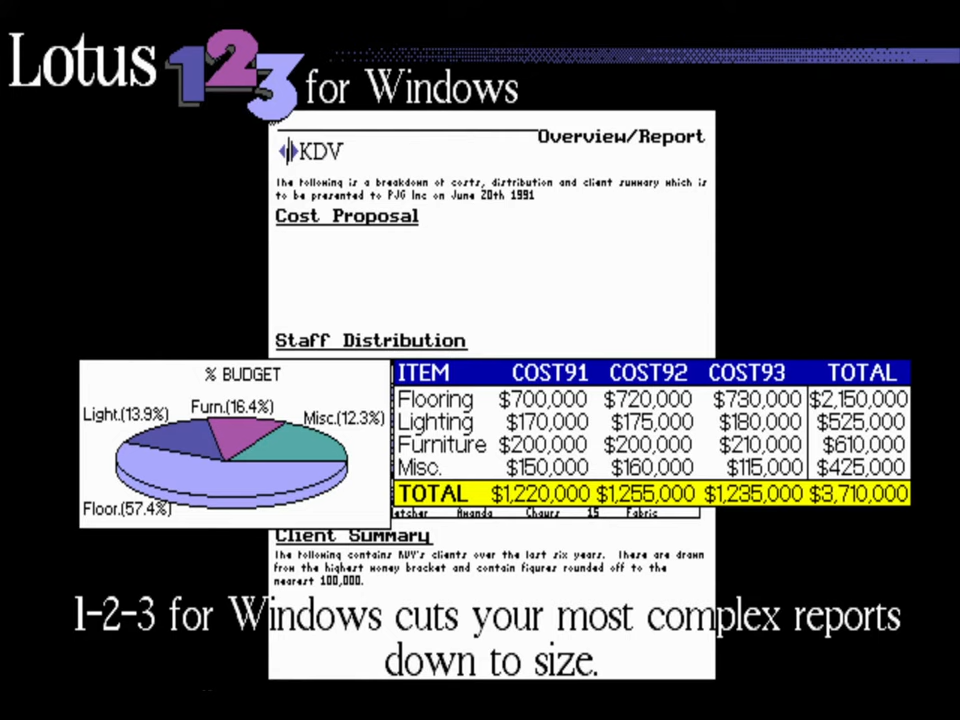 Lotus 123 for Windows
Overview/Report
KDV
The following is a breakdown of costs, distribution and client summary which is
to be presented to PJG Inc on June 20th 1991
Cost Proposal
Staff Distribution
% BUDGET
Light.(13.9%)
Furn.(16.4%)
Misc.(12.3%)
Floor.(57.4%)
ITEM COST91 COST92 COST93 TOTAL
Flooring $700,000 $720,000 $730,000 $2,150,000
Lighting $170,000 $175,000 $180,000 $525,000
Furniture $200,000 $200,000 $210,000 $610,000
Misc. $150,000 $160,000 $115,000 $425,000
TOTAL $1,220,000 $1,255,000 $1,235,000 $3,710,000
etcher Amanda Chaurs 15 Fabric
Client Summary
The following contains KDV's clients over the last six years. These are drawn
from the highest money bracket and contain figures rounded off to the
nearest 100,000.
1-2-3 for Windows cuts your most complex reports
down to size.